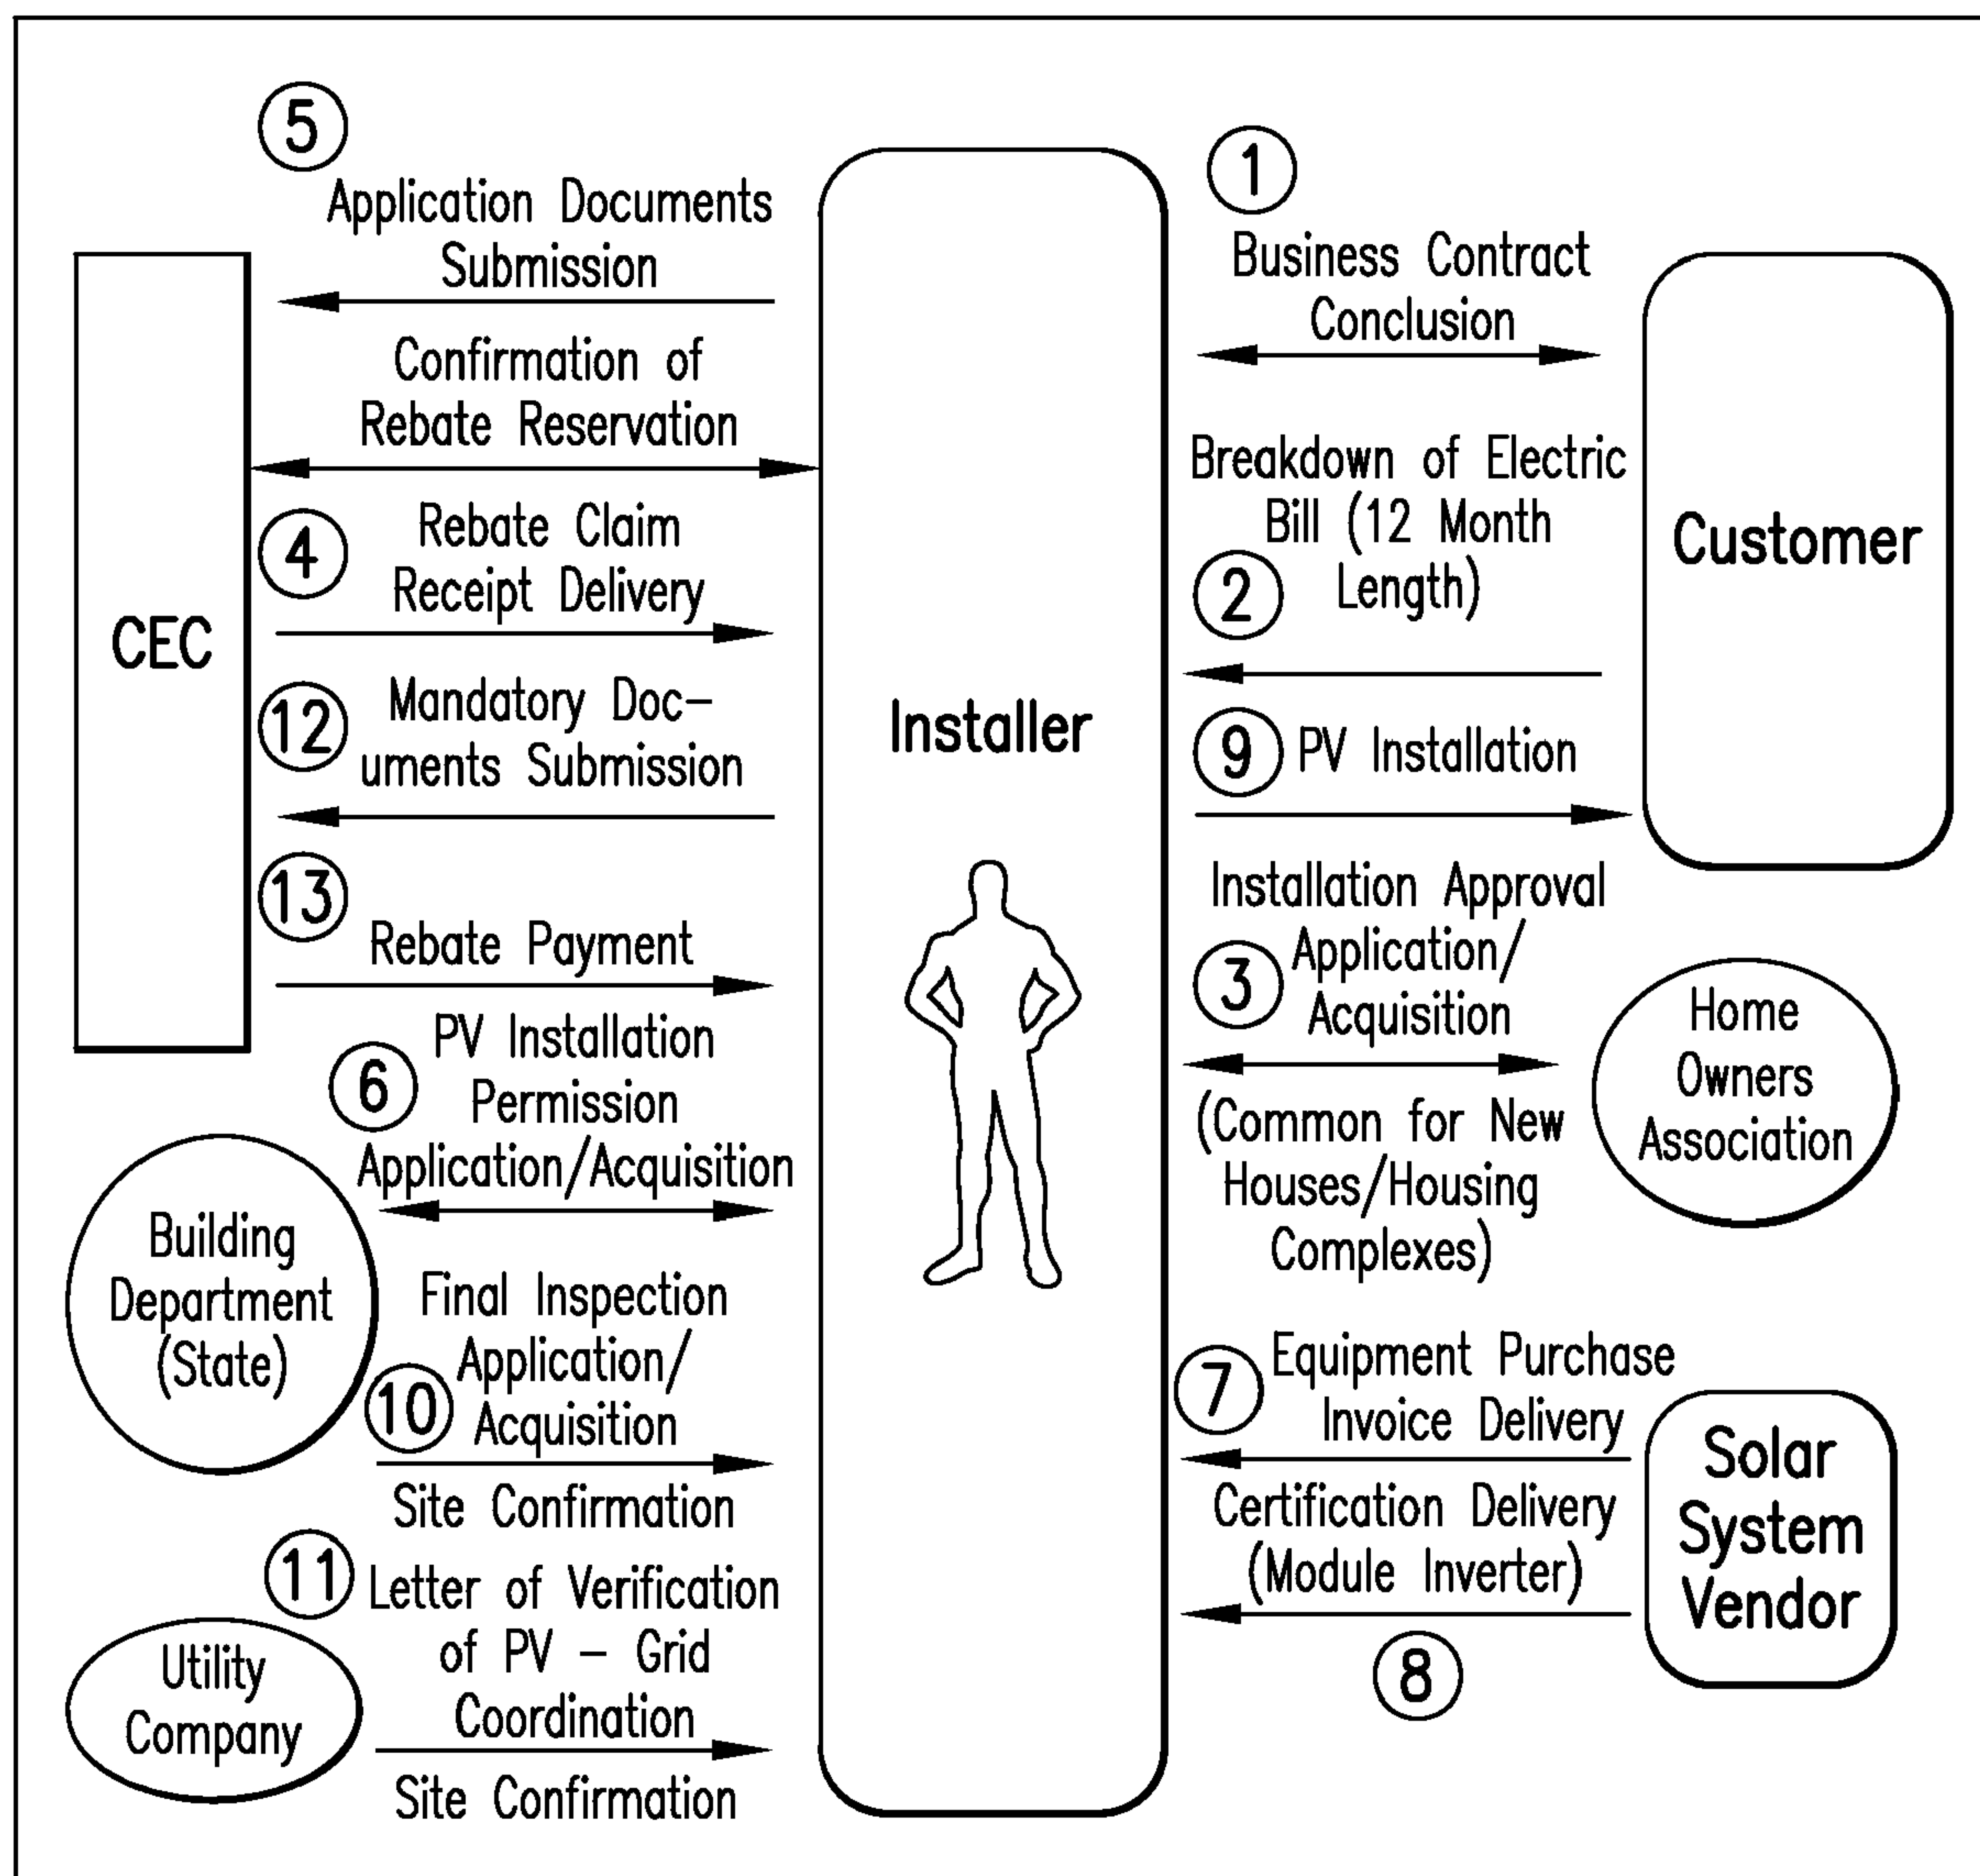 5
Application Documents
Submission
Confirmation of
Rebate Reservation
4
Rebate Claim
Receipt Delivery
CEC
12
Mandatory Doc-
uments Submission
13
Rebate Payment
6
PV Installation
Permission
Application/Acquisition
Building
Department
(State)
10
Final Inspection
Application/
Acquisition
Site Confirmation
11
Letter of Verification
of PV - Grid
Coordination
Site Confirmation
Utility
Company
Installer
1
Business Contract
Conclusion
Breakdown of Electric
Bill (12 Month
Length)
2
Customer
9
PV Installation
Installation Approval
Application/
Acquisition
3
(Common for New
Houses/Housing
Complexes)
Home
Owners
Association
7
Equipment Purchase
Invoice Delivery
Certification Delivery
(Module Inverter)
8
Solar
System
Vendor